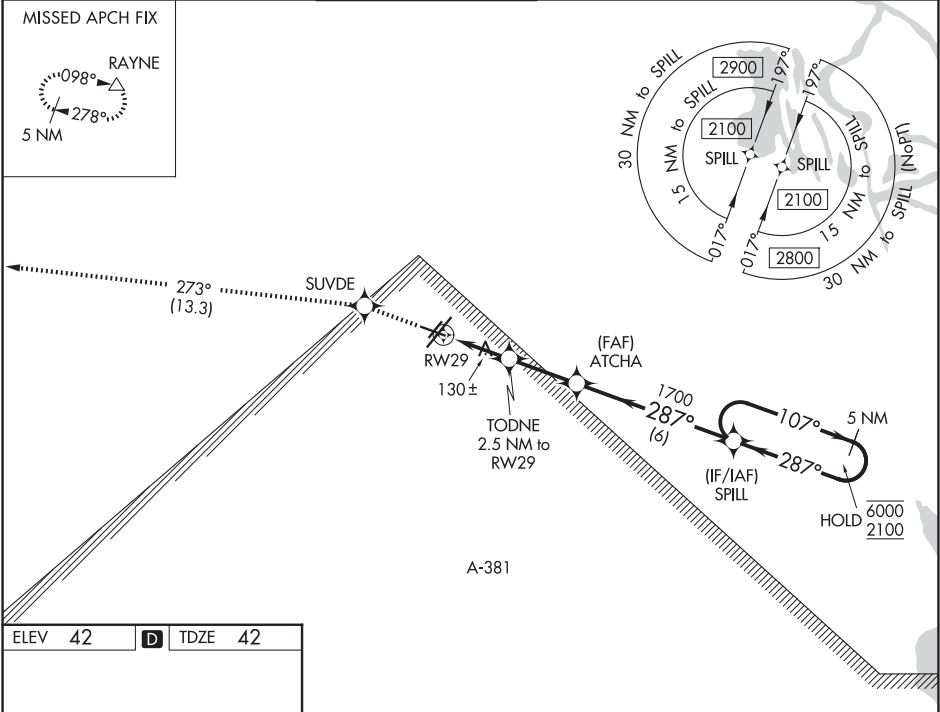 MISSED APCH FIX
RAYNE
098°
278°
5 NM
30 NM to SPILL
15 NM to SPILL
2900
2100
197°
197°
SPILL
SPILL
2100
2800
017°
017°
15 NM to SPILL
30 NM to SPILL (NoPT)
273°
(13.3)
SUVDE
RW29
130±
TODNE
2.5 NM to
RW29
(FAF)
ATCHA
1700
287°
(6)
(IF/IAF)
SPILL
107°
287°
5 NM
HOLD 6000
2100
A-381
ELEV 42 D TDZE 42